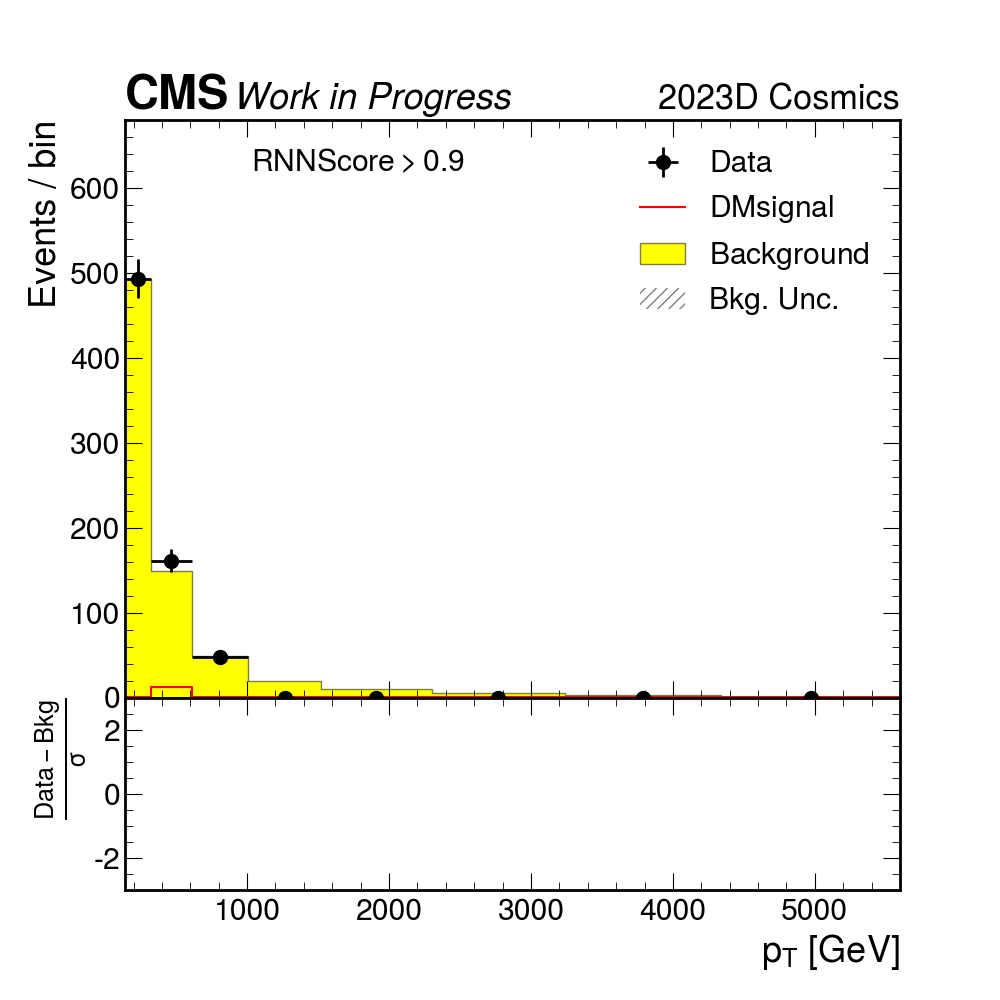 CMS Work in Progress 2023D Cosmics
Events / bin
RNNScore > 0.9
Data
DMsignal
Background
Bkg. Unc.
600
500
400
300
200
100
0
Data – Bkg
σ
2
0
-2
1000 2000 3000 4000 5000
pT [GeV]